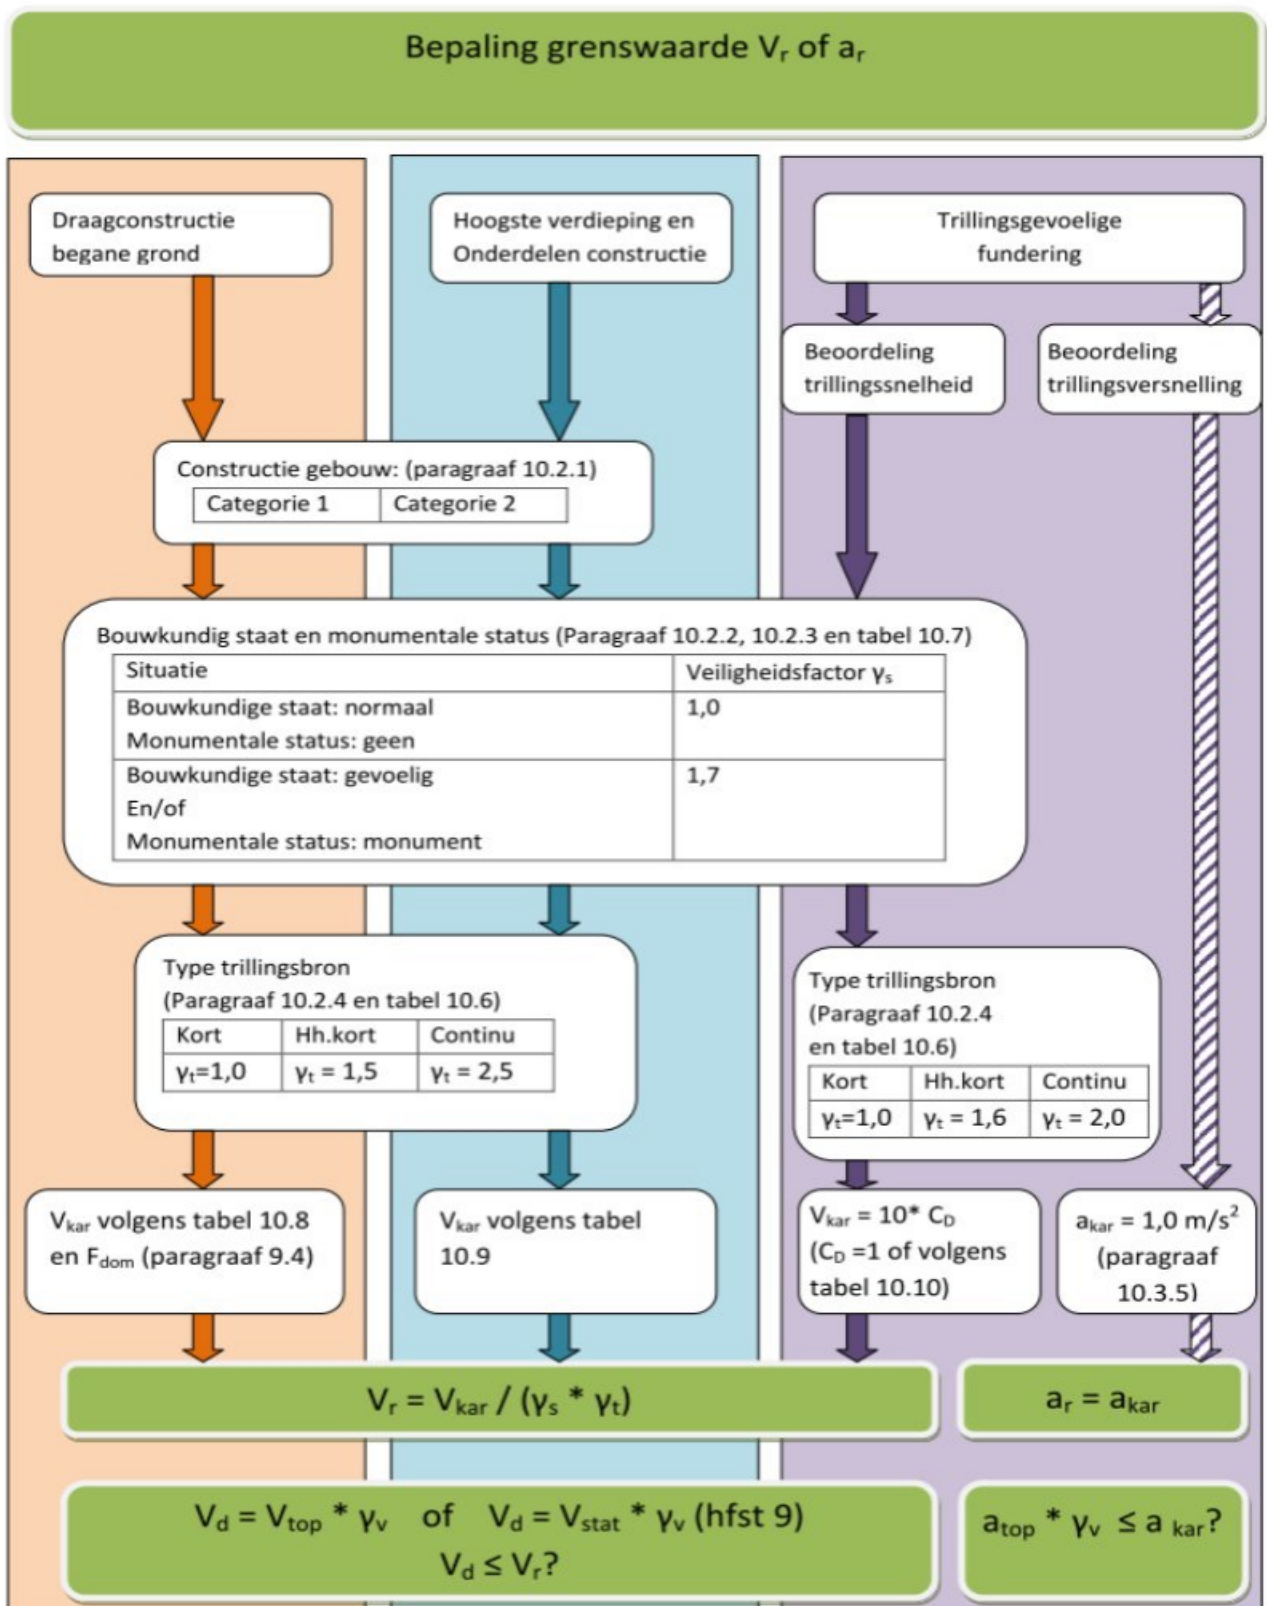 Bepaling grenswaarde Vr of ar
Draagconstructie
begane grond
Hoogste verdieping en
Onderdelen constructie
Trillingsgevoelige
fundering
Beoordeling
trillingssnelheid
Beoordeling
trillingsversnelling
Constructie gebouw: (paragraaf 10.2.1)
Categorie 1 Categorie 2
Bouwkundig staat en monumentale status (Paragraaf 10.2.2, 10.2.3 en tabel 10.7)
Situatie Veiligheidsfactor γs
Bouwkundige staat: normaal 1,0
Monumentale status: geen
Bouwkundige staat: gevoelig 1,7
En/of
Monumentale status: monument
Type trillingsbron
(Paragraaf 10.2.4 en tabel 10.6)
Kort Hh.kort Continu
γt=1,0 γt = 1,5 γt = 2,5
Type trillingsbron
(Paragraaf 10.2.4
en tabel 10.6)
Kort Hh.kort Continu
γt=1,0 γt = 1,6 γt = 2,0
Vkar volgens tabel 10.8
en Fdom (paragraaf 9.4)
Vkar volgens tabel
10.9
Vkar = 10* CD
(CD =1 of volgens
tabel 10.10)
akar = 1,0 m/s²
(paragraaf
10.3.5)
Vr = Vkar / (γs * γt)
ar = akar
Vd = Vtop * γv of Vd = Vstat * γv (hfst 9)
Vd ≤ Vr?
atop * γv ≤ a kar?